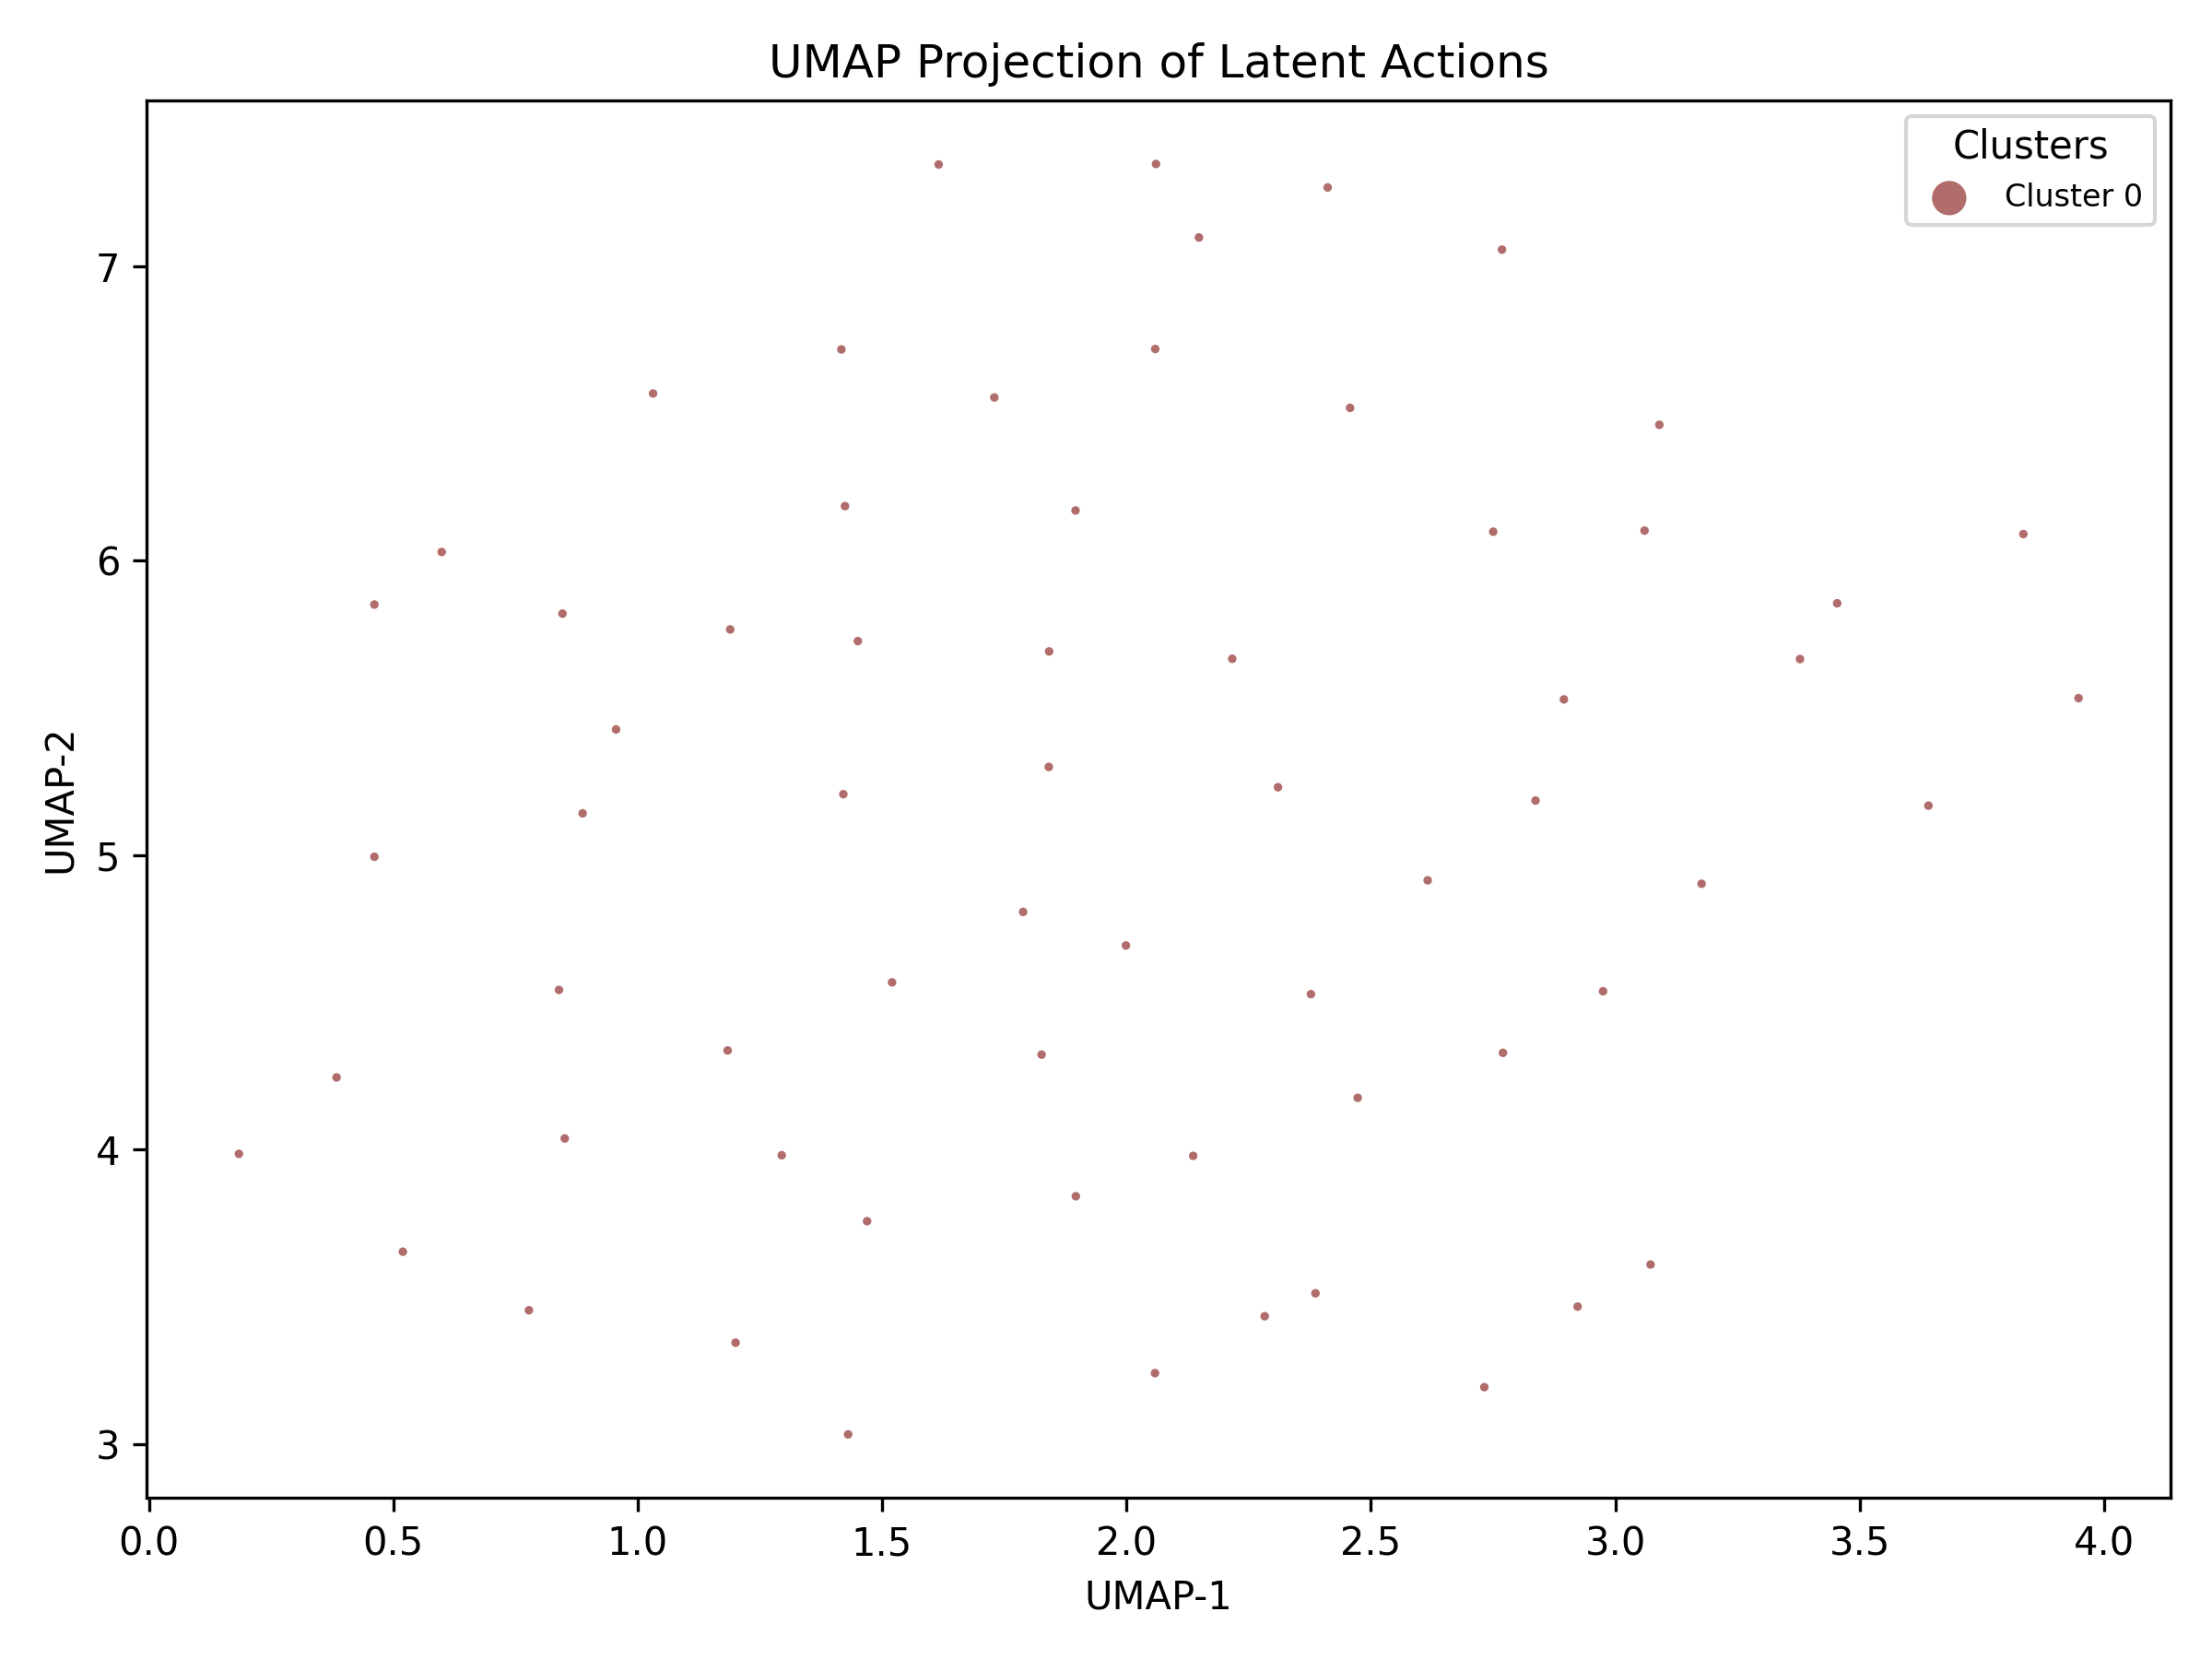 UMAP Projection of Latent Actions
Clusters
Cluster 0
7
6
5
4
3
UMAP-2
0.0 0.5 1.0 1.5 2.0 2.5 3.0 3.5 4.0
UMAP-1